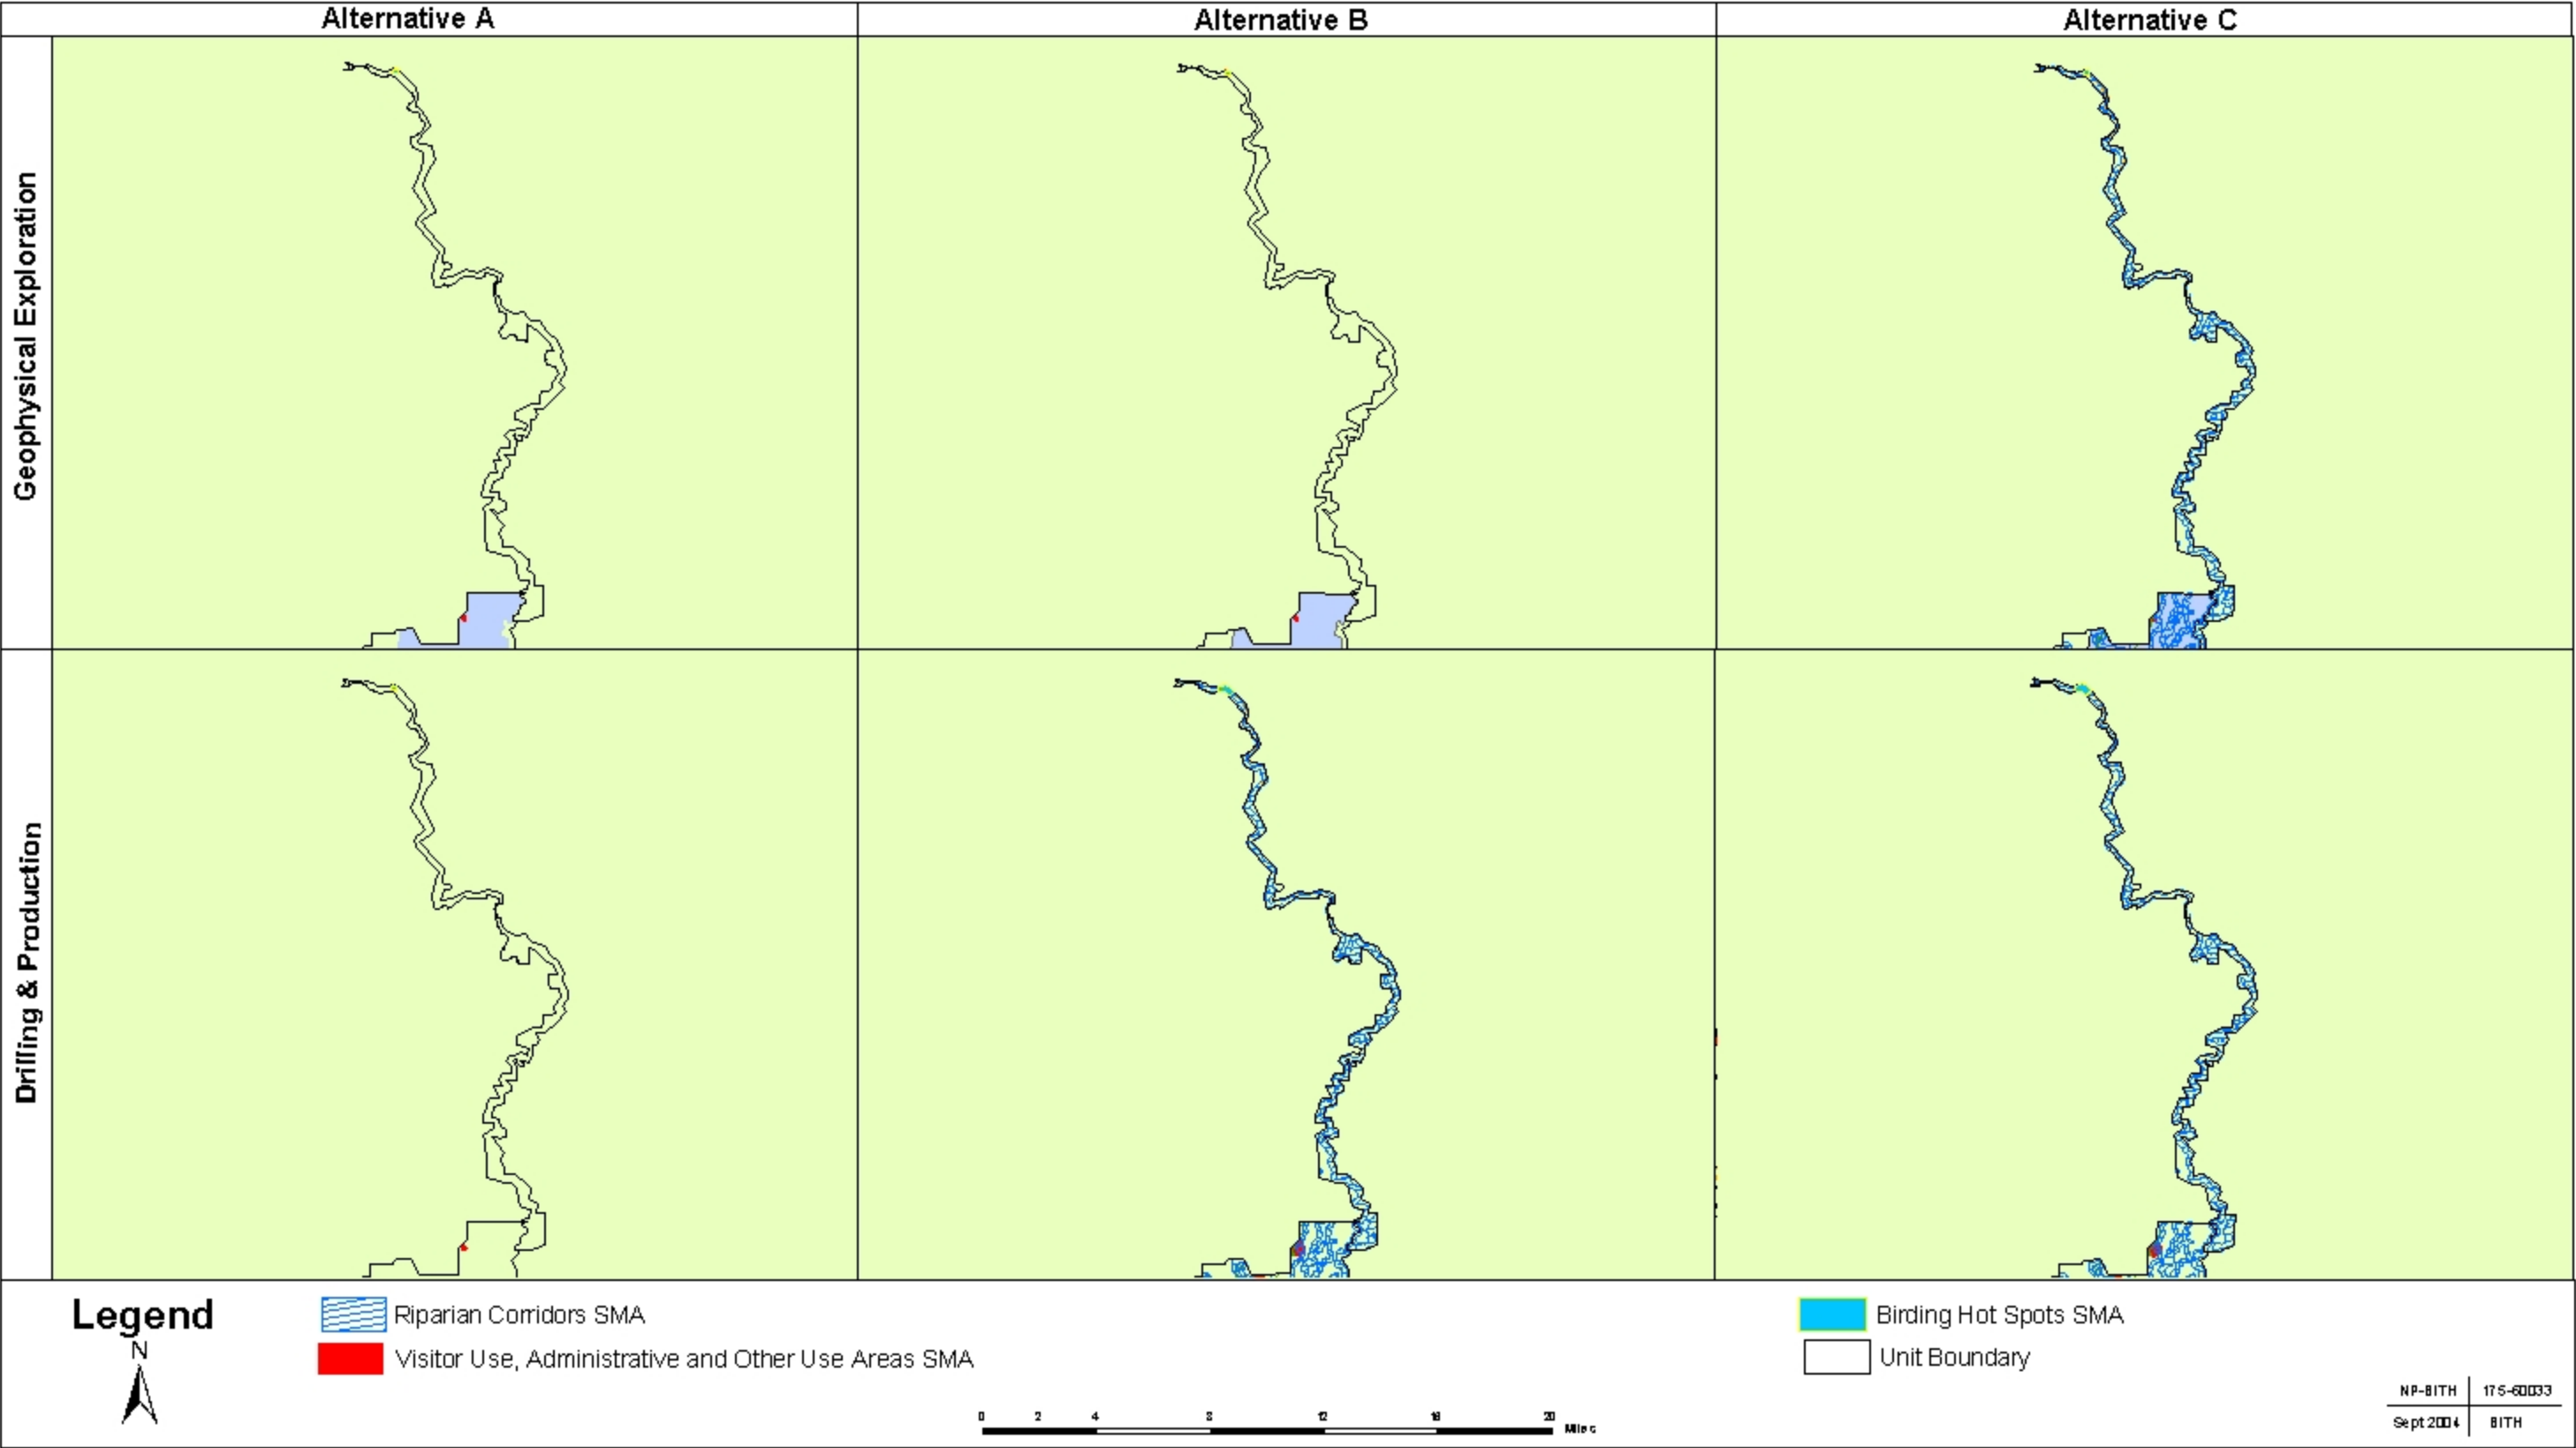 Alternative A Alternative B Alternative C
Geophysical Exploration
Drilling & Production
Legend
N
Riparian Corridors SMA
Visitor Use, Administrative and Other Use Areas SMA
Birding Hot Spots SMA
Unit Boundary
0 2 4 8 12 16 20 Miles
NP-BITH 175-60033
Sept 2004 BITH